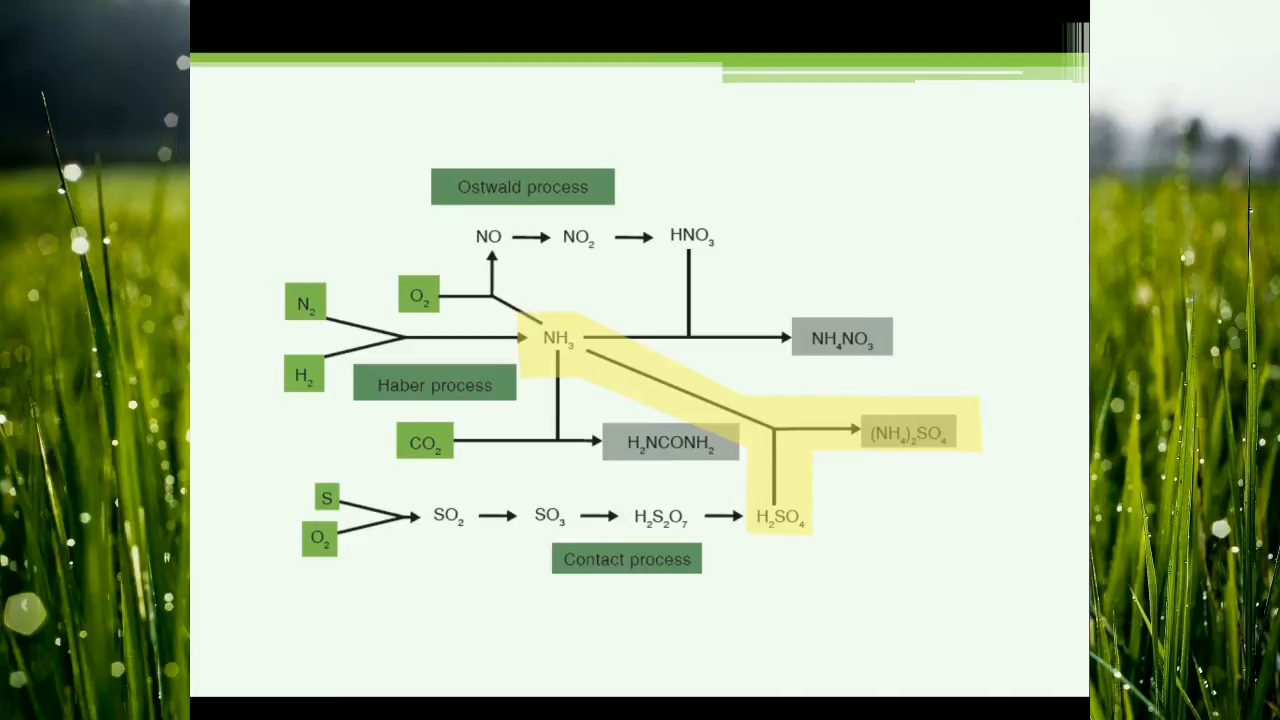 Ostwald process
NO NO₂ HNO₃
O₂
N₂
NH₃ NH₄NO₃
H₂
Haber process
CO₂ H₂NCONH₂ (NH₄)₂SO₄
S
O₂
SO₂ SO₃ H₂S₂O₇ H₂SO₄
Contact process